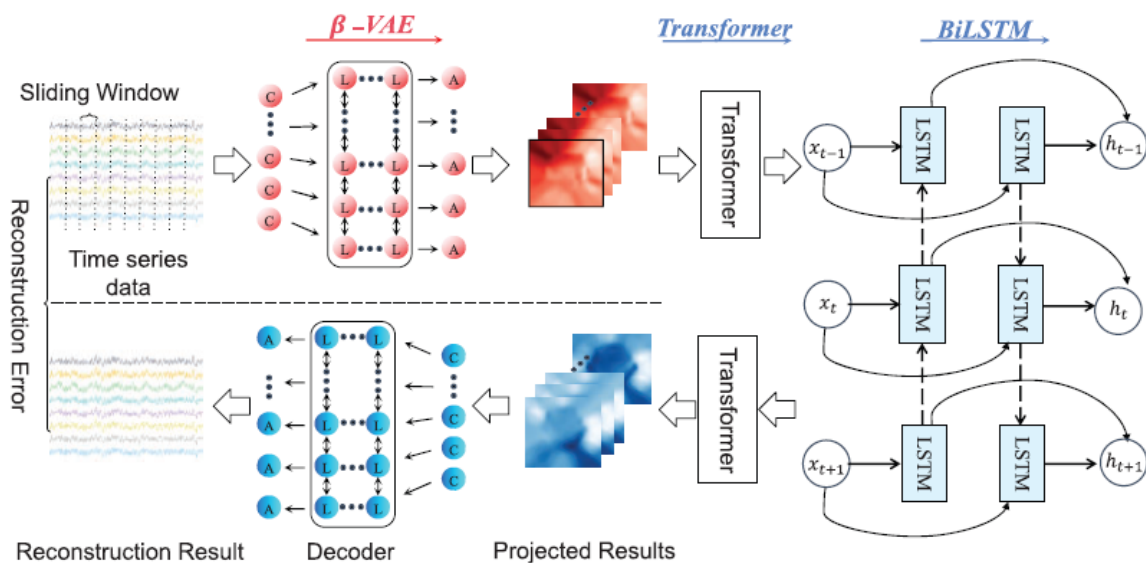 β -VAE
Transformer
BiLSTM
Sliding Window
C
L
L
A
C
L
L
A
C
L
L
A
C
L
L
A
Time series
data
Transformer
x_{t-1}
LSTM
LSTM
h_{t-1}
x_t
LSTM
LSTM
h_t
x_{t+1}
LSTM
LSTM
h_{t+1}
Reconstruction Error
A
L
L
C
A
L
L
C
A
L
L
C
A
L
L
C
Transformer
Reconstruction Result
Decoder
Projected Results